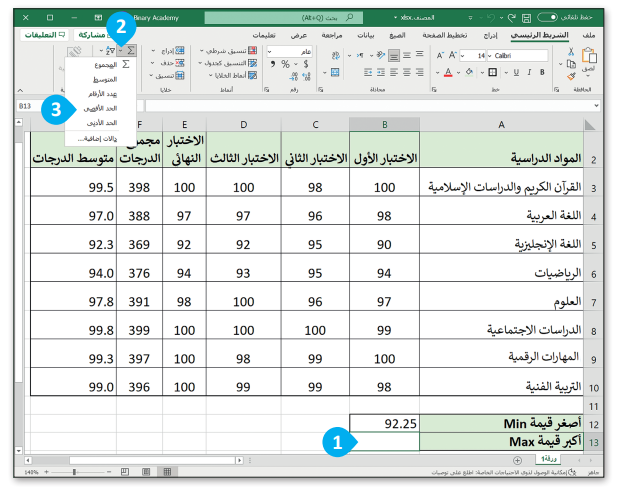 حفظ تلقائي
المصنف.xlsx
بحث (Alt+Q)
Binary Academy
ملف الشريط الرئيسي إدراج تخطيط الصفحة الصيغ بيانات مراجعة عرض تعليمات
مشاركة التعليقات
2
لصق
Calibri 14
B I U
عام
% $
تنسيق شرطي
التنسيق كجدول
أنماط الخلايا
إدراج
حذف
تنسيق
الحافظة خط محاذاة رقم أنماط خلايا
المجموع
المتوسط
عدد الأرقام
الحد الأقصى
الحد الأدنى
دالات إضافية...
3
B13
A B C D E F
2 المواد الدراسية الاختبار الأول الاختبار الثاني الاختبار الثالث الاختبار النهائي مجموع الدرجات متوسط الدرجات
3 القرآن الكريم والدراسات الإسلامية 100 98 100 100 398 99.5
4 اللغة العربية 98 96 97 97 388 97.0
5 اللغة الإنجليزية 90 95 92 92 369 92.3
6 الرياضيات 94 95 93 94 376 94.0
7 العلوم 97 96 100 98 391 97.8
8 الدراسات الاجتماعية 99 100 100 100 399 99.8
9 المهارات الرقمية 100 99 98 100 397 99.3
10 التربية الفنية 98 99 99 100 396 99.0
11
12 أصغر قيمة Min 92.25
13 أكبر قيمة Max
1
ورقة1
جاهز إمكانية الوصول لذوي الاحتياجات الخاصة: اطلع على توصيات
140%